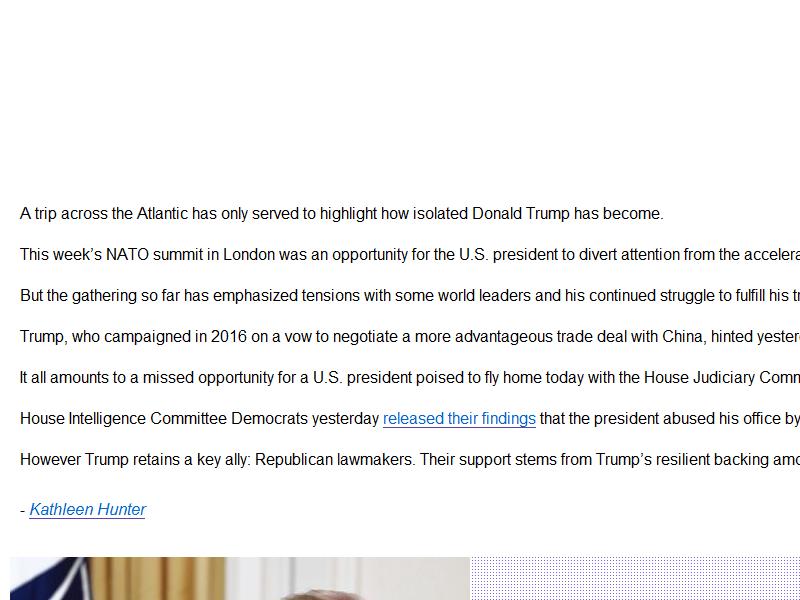 A trip across the Atlantic has only served to highlight how isolated Donald Trump has become.
This week’s NATO summit in London was an opportunity for the U.S. president to divert attention from the
But the gathering so far has emphasized tensions with some world leaders and his continued struggle to fulfill his
Trump, who campaigned in 2016 on a vow to negotiate a more advantageous trade deal with China, hinted
It all amounts to a missed opportunity for a U.S. president poised to fly home today with the House Judiciary
House Intelligence Committee Democrats yesterday released their findings that the president abused his office by
However Trump retains a key ally: Republican lawmakers. Their support stems from Trump’s resilient backing
- Kathleen Hunter